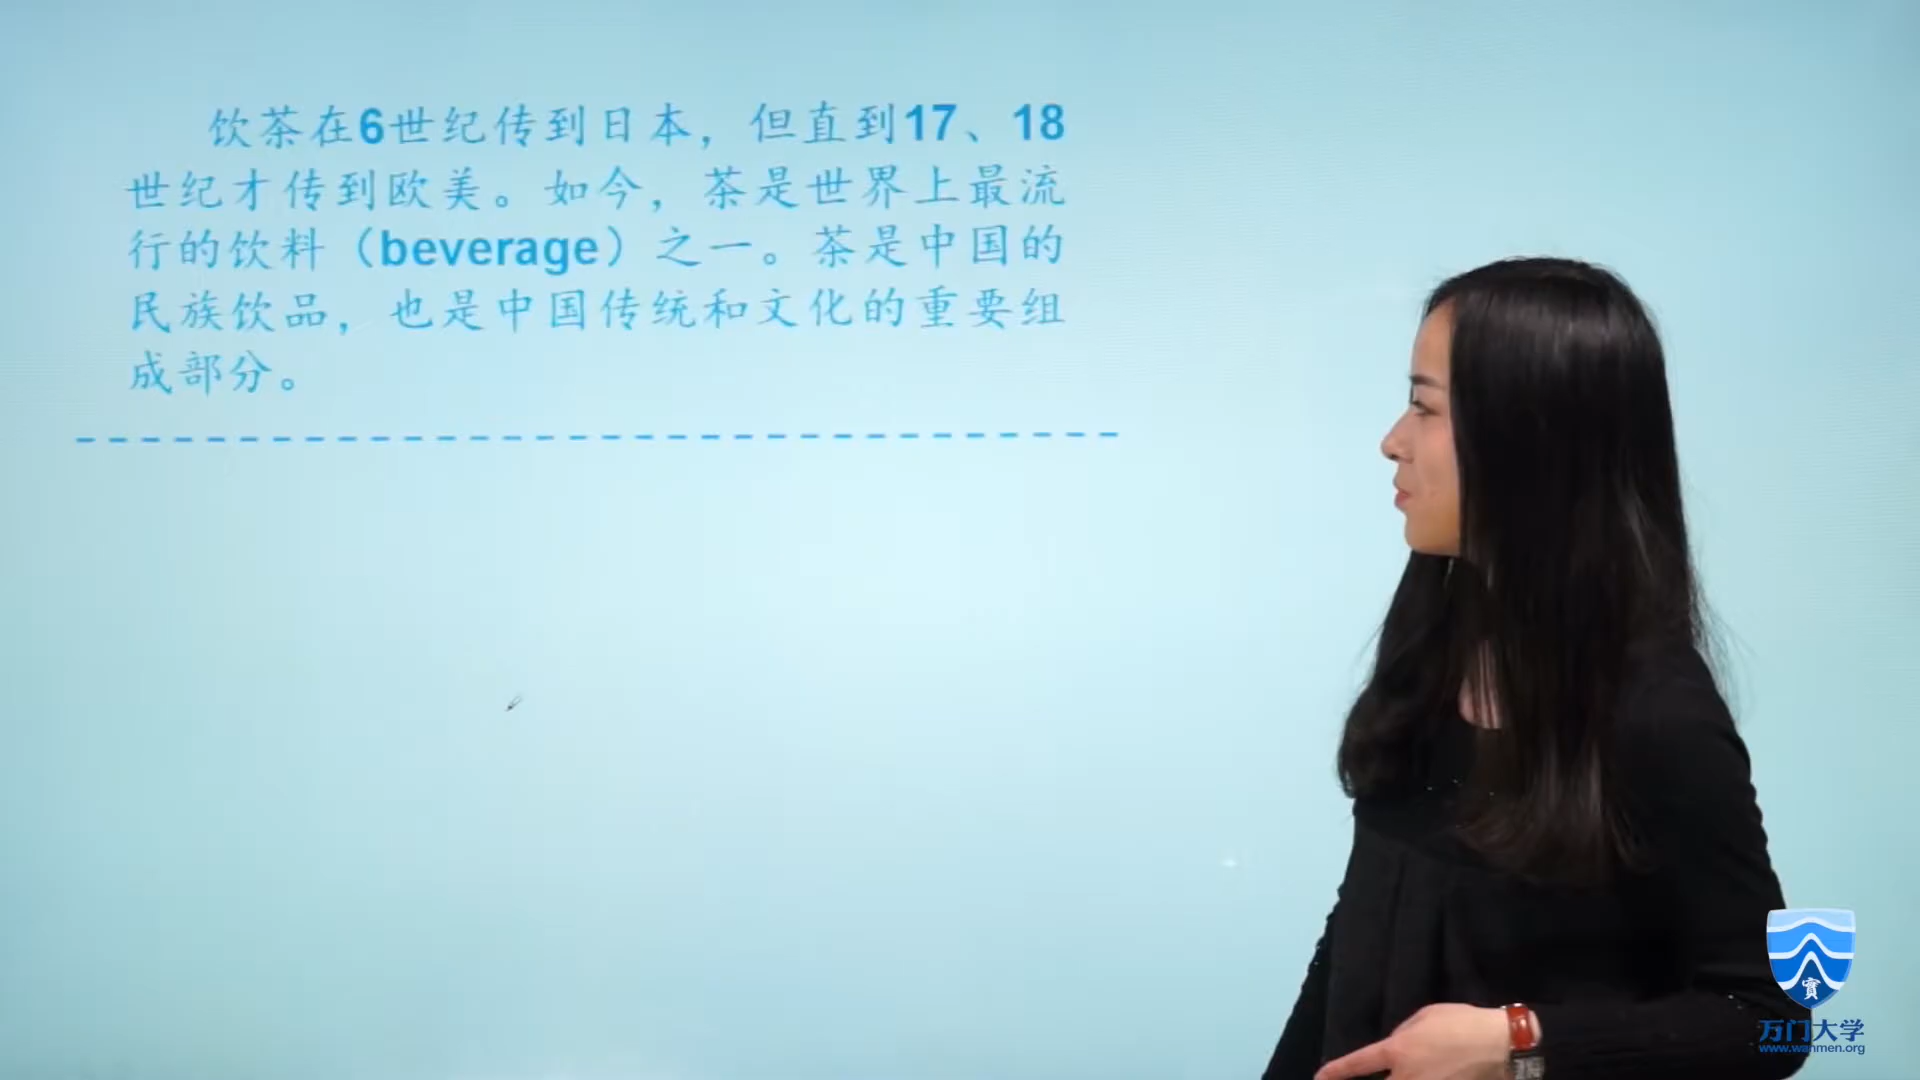 饮茶在6世纪传到日本，但直到17、18
世纪才传到欧美。如今，茶是世界上最流
行的饮料（beverage）之一。茶是中国的
民族饮品，也是中国传统和文化的重要组
成部分。
實
万门大学
www.wanmen.org